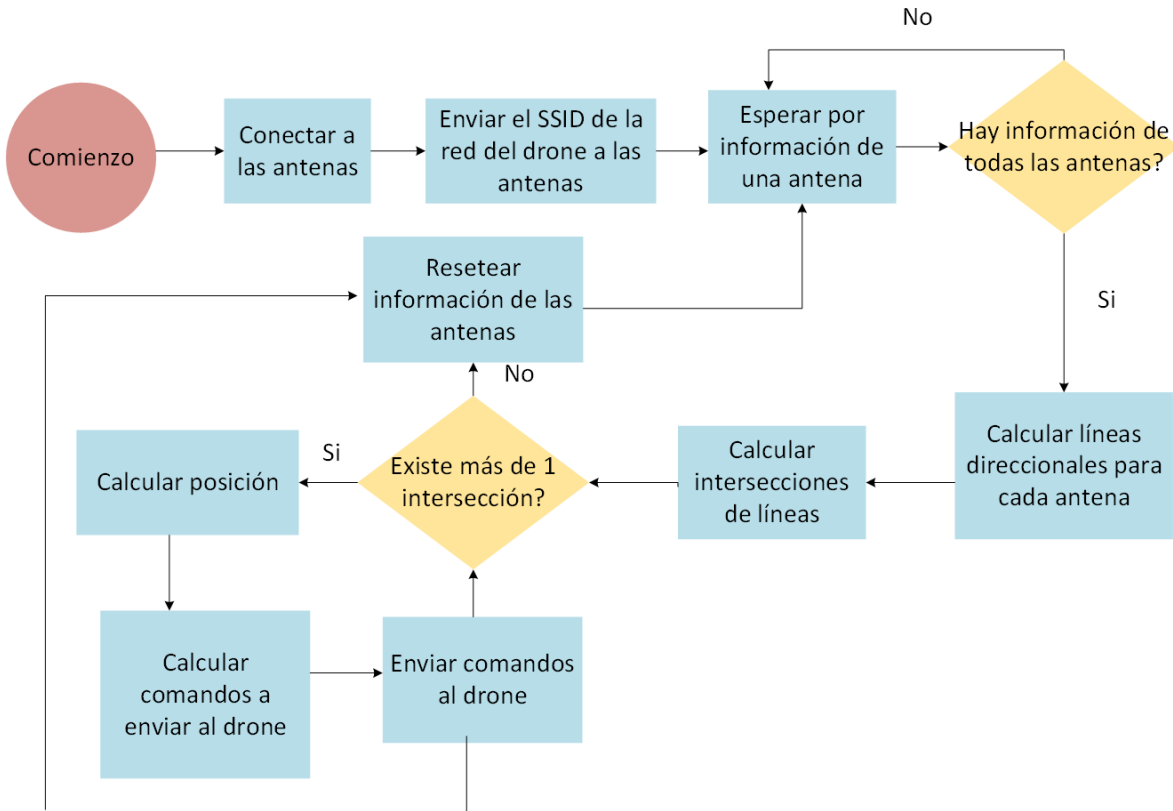 No
Comienzo
Conectar a
las antenas
Enviar el SSID de la
red del drone a las
antenas
Esperar por
información de
una antena
Hay información de
todas las antenas?
Si
Resetear
información de las
antenas
No
Calcular líneas
direccionales para
cada antena
Calcular
intersecciones
de líneas
Existe más de 1
intersección?
Si
Calcular posición
Calcular
comandos a
enviar al drone
Enviar comandos
al drone